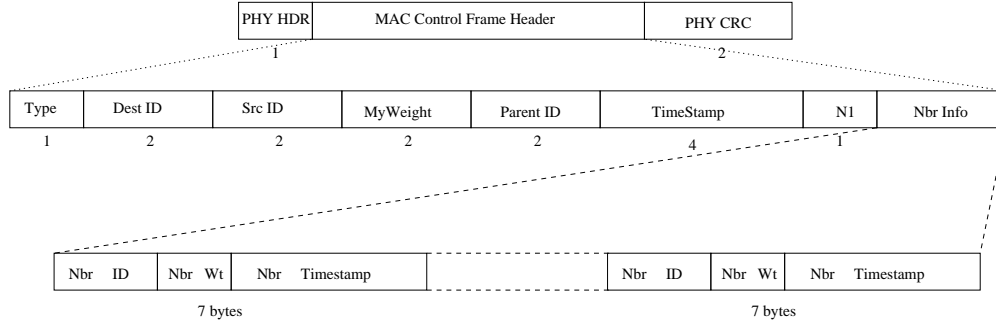 PHY HDR MAC Control Frame Header PHY CRC
1 2
Type Dest ID Src ID MyWeight Parent ID TimeStamp N1 Nbr Info
1 2 2 2 2 4 1
Nbr ID Nbr Wt Nbr Timestamp Nbr ID Nbr Wt Nbr Timestamp
7 bytes 7 bytes